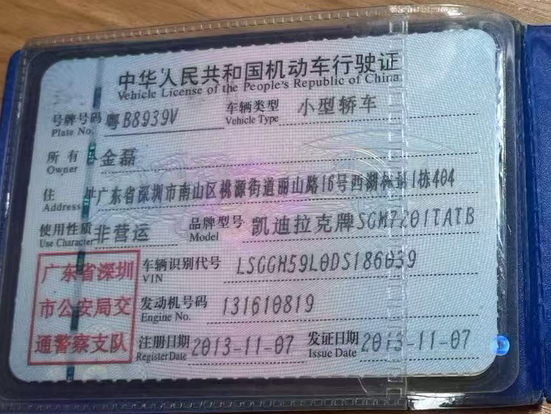 中华人民共和国机动车行驶证
Vehicle License of the People's Republic of China
号牌号码 粤B8939V 车辆类型 小型轿车
Plate No. Vehicle Type
所有人 金磊
Owner
住址 广东省深圳市南山区桃源街道丽山路16号西湖林语1栋404
Address
使用性质 非营运 品牌型号 凯迪拉克牌SGM7201TATB
Use Character Model
广东省深圳 车辆识别代号 LSGGH59L0DS186039
VIN
市公安局交 发动机号码 131610819
Engine No.
通警察支队 注册日期 2013-11-07 发证日期 2013-11-07
Register Date Issue Date